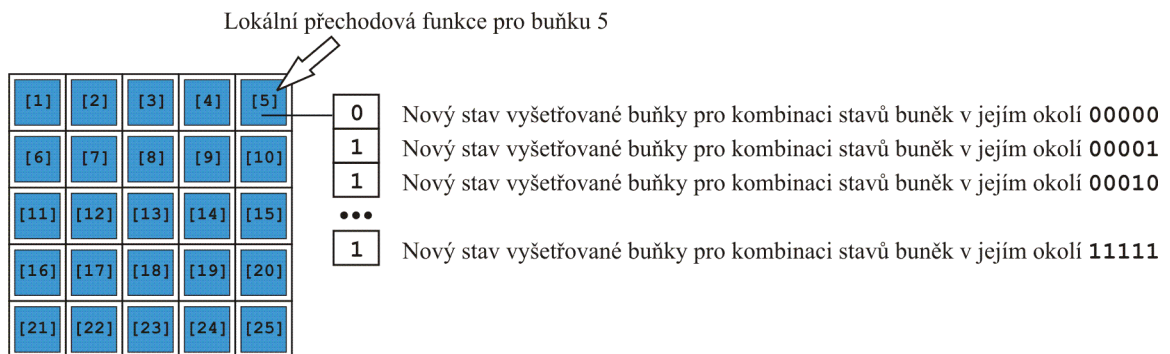 Lokální přechodová funkce pro buňku 5
[1] [2] [3] [4] [5]
0 Nový stav vyšetřované buňky pro kombinaci stavů buněk v jejím okolí 00000
1 Nový stav vyšetřované buňky pro kombinaci stavů buněk v jejím okolí 00001
[6] [7] [8] [9] [10]
1 Nový stav vyšetřované buňky pro kombinaci stavů buněk v jejím okolí 00010
[11] [12] [13] [14] [15]
•••
1 Nový stav vyšetřované buňky pro kombinaci stavů buněk v jejím okolí 11111
[16] [17] [18] [19] [20]
[21] [22] [23] [24] [25]